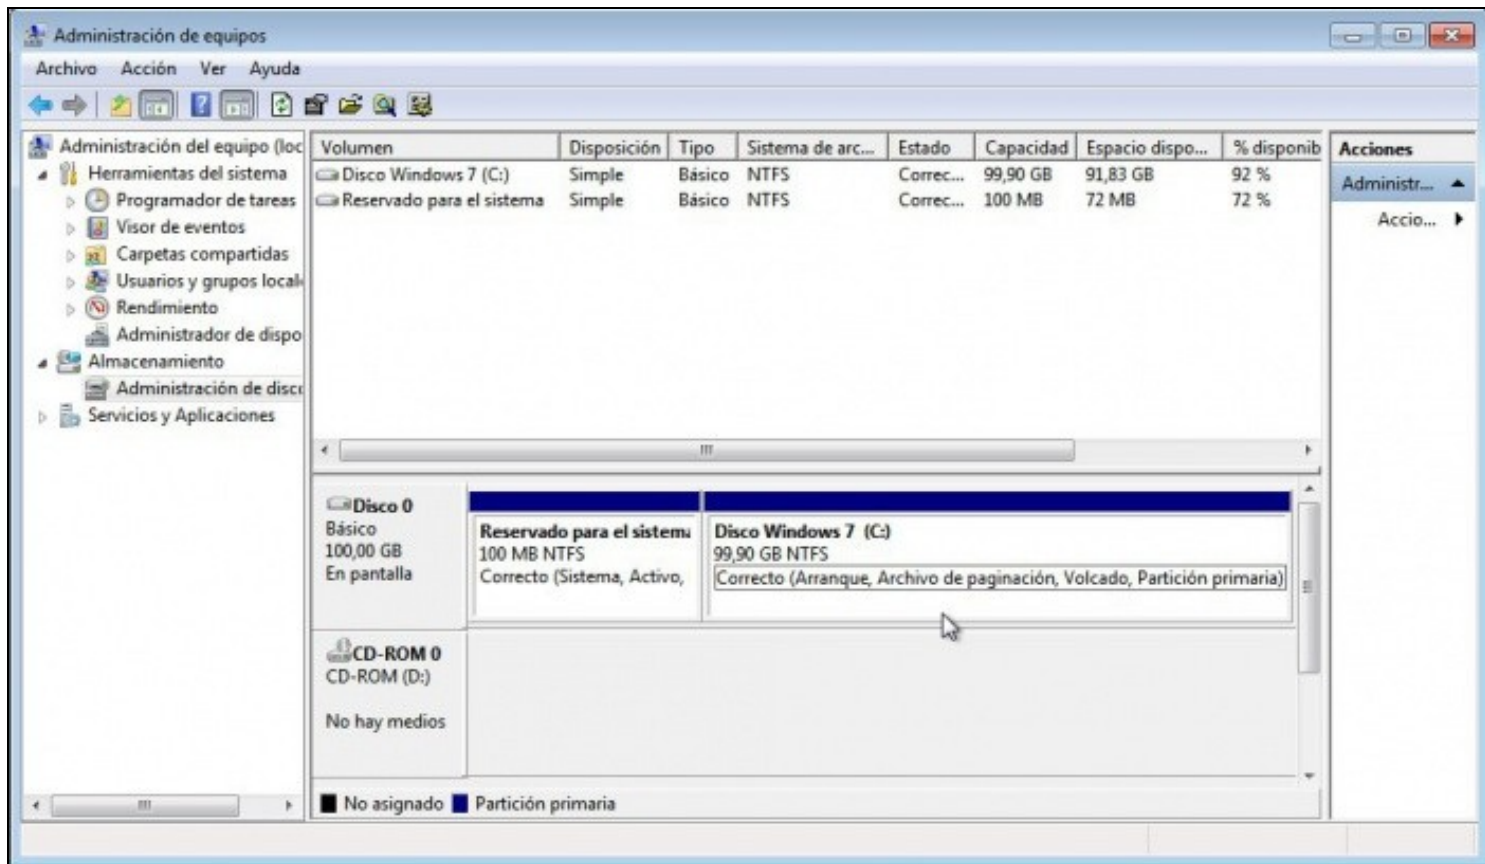 Administración de equipos
Archivo Acción Ver Ayuda
Administración del equipo (loc
Herramientas del sistema
Programador de tareas
Visor de eventos
Carpetas compartidas
Usuarios y grupos local
Rendimiento
Administrador de dispo
Almacenamiento
Administración de disc
Servicios y Aplicaciones
Volumen Disposición Tipo Sistema de arc... Estado Capacidad Espacio dispo... % disponib
Disco Windows 7 (C:) Simple Básico NTFS Correc... 99,90 GB 91,83 GB 92 %
Reservado para el sistema Simple Básico NTFS Correc... 100 MB 72 MB 72 %
Disco 0
Básico
100,00 GB
En pantalla
Reservado para el sistema
100 MB NTFS
Correcto (Sistema, Activo,
Disco Windows 7 (C:)
99,90 GB NTFS
Correcto (Arranque, Archivo de paginación, Volcado, Partición primaria)
CD-ROM 0
CD-ROM (D:)
No hay medios
No asignado Partición primaria
Acciones
Administr...
Accio...